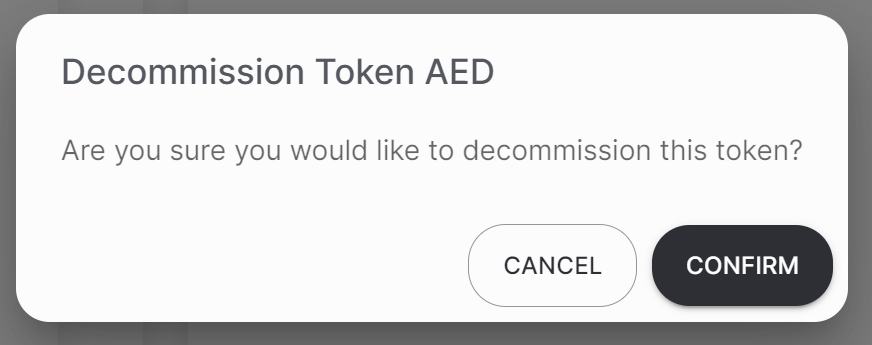 Decommission Token AED
Are you sure you would like to decommission this token?
CANCEL CONFIRM